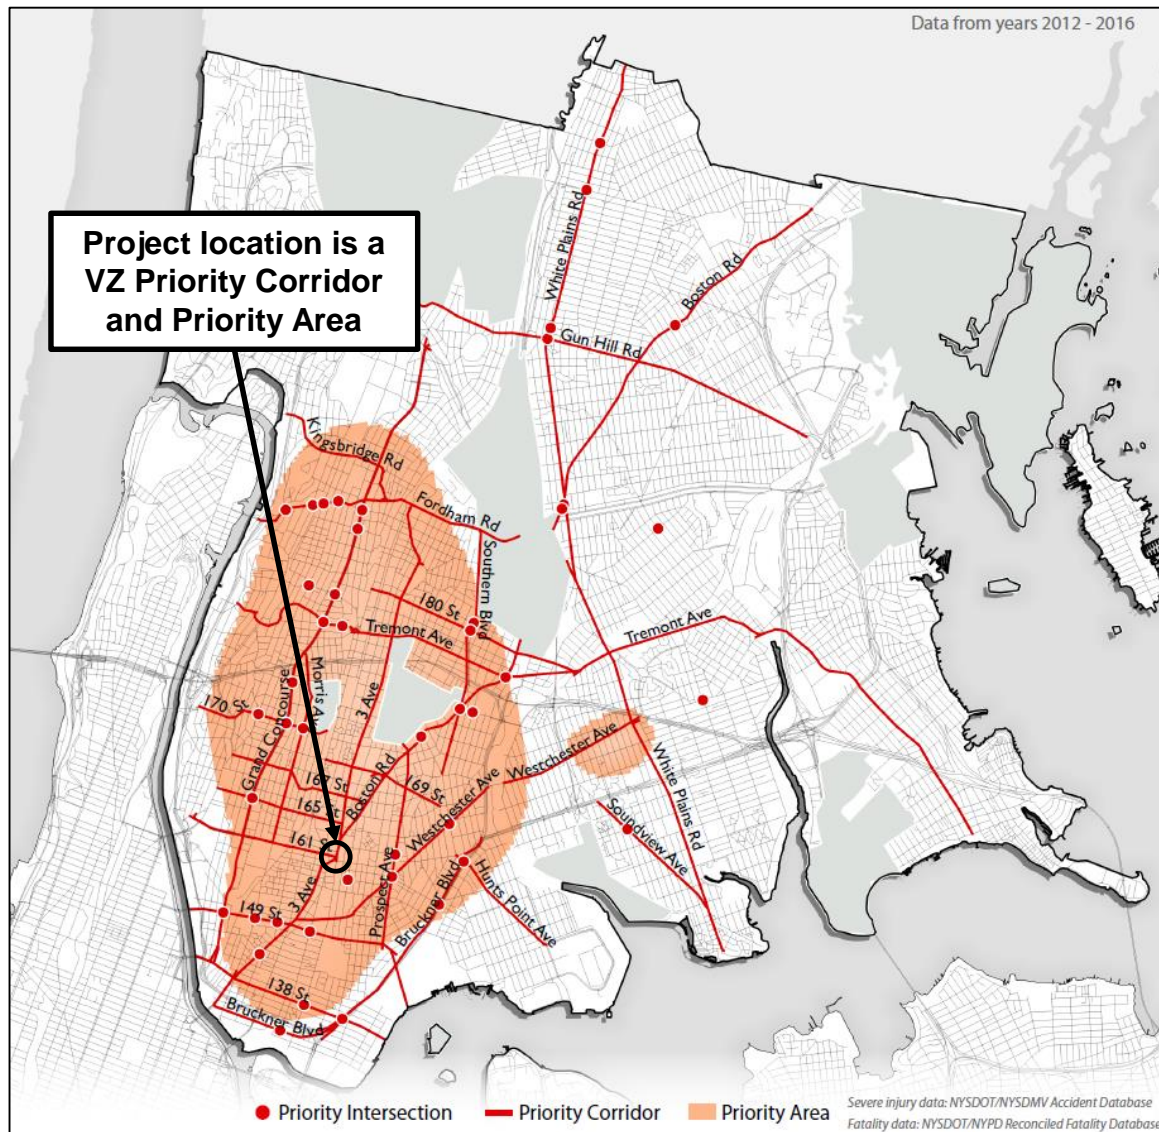 Data from years 2012 - 2016
Project location is a
VZ Priority Corridor
and Priority Area
White Plains Rd
Boston Rd
Gun Hill Rd
Kingsbridge Rd
Fordham Rd
Southern Blvd
180 St
Tremont Ave
Tremont Ave
Morris Ave
3 Ave
170 St
Grand Concourse
Westchester Ave
White Plains Rd
167 St
Boston Rd
169 St
165 St
Westchester Ave
Soundview Ave
161 St
Prospect Ave
Bruckner Blvd
Hunts Point Ave
3 Ave
149 St
138 St
Bruckner Blvd
Priority Intersection
Priority Corridor
Priority Area
Severe injury data: NYSDOT/NYSDMV Accident Database
Fatality data: NYSDOT/NYPD Reconciled Fatality Database